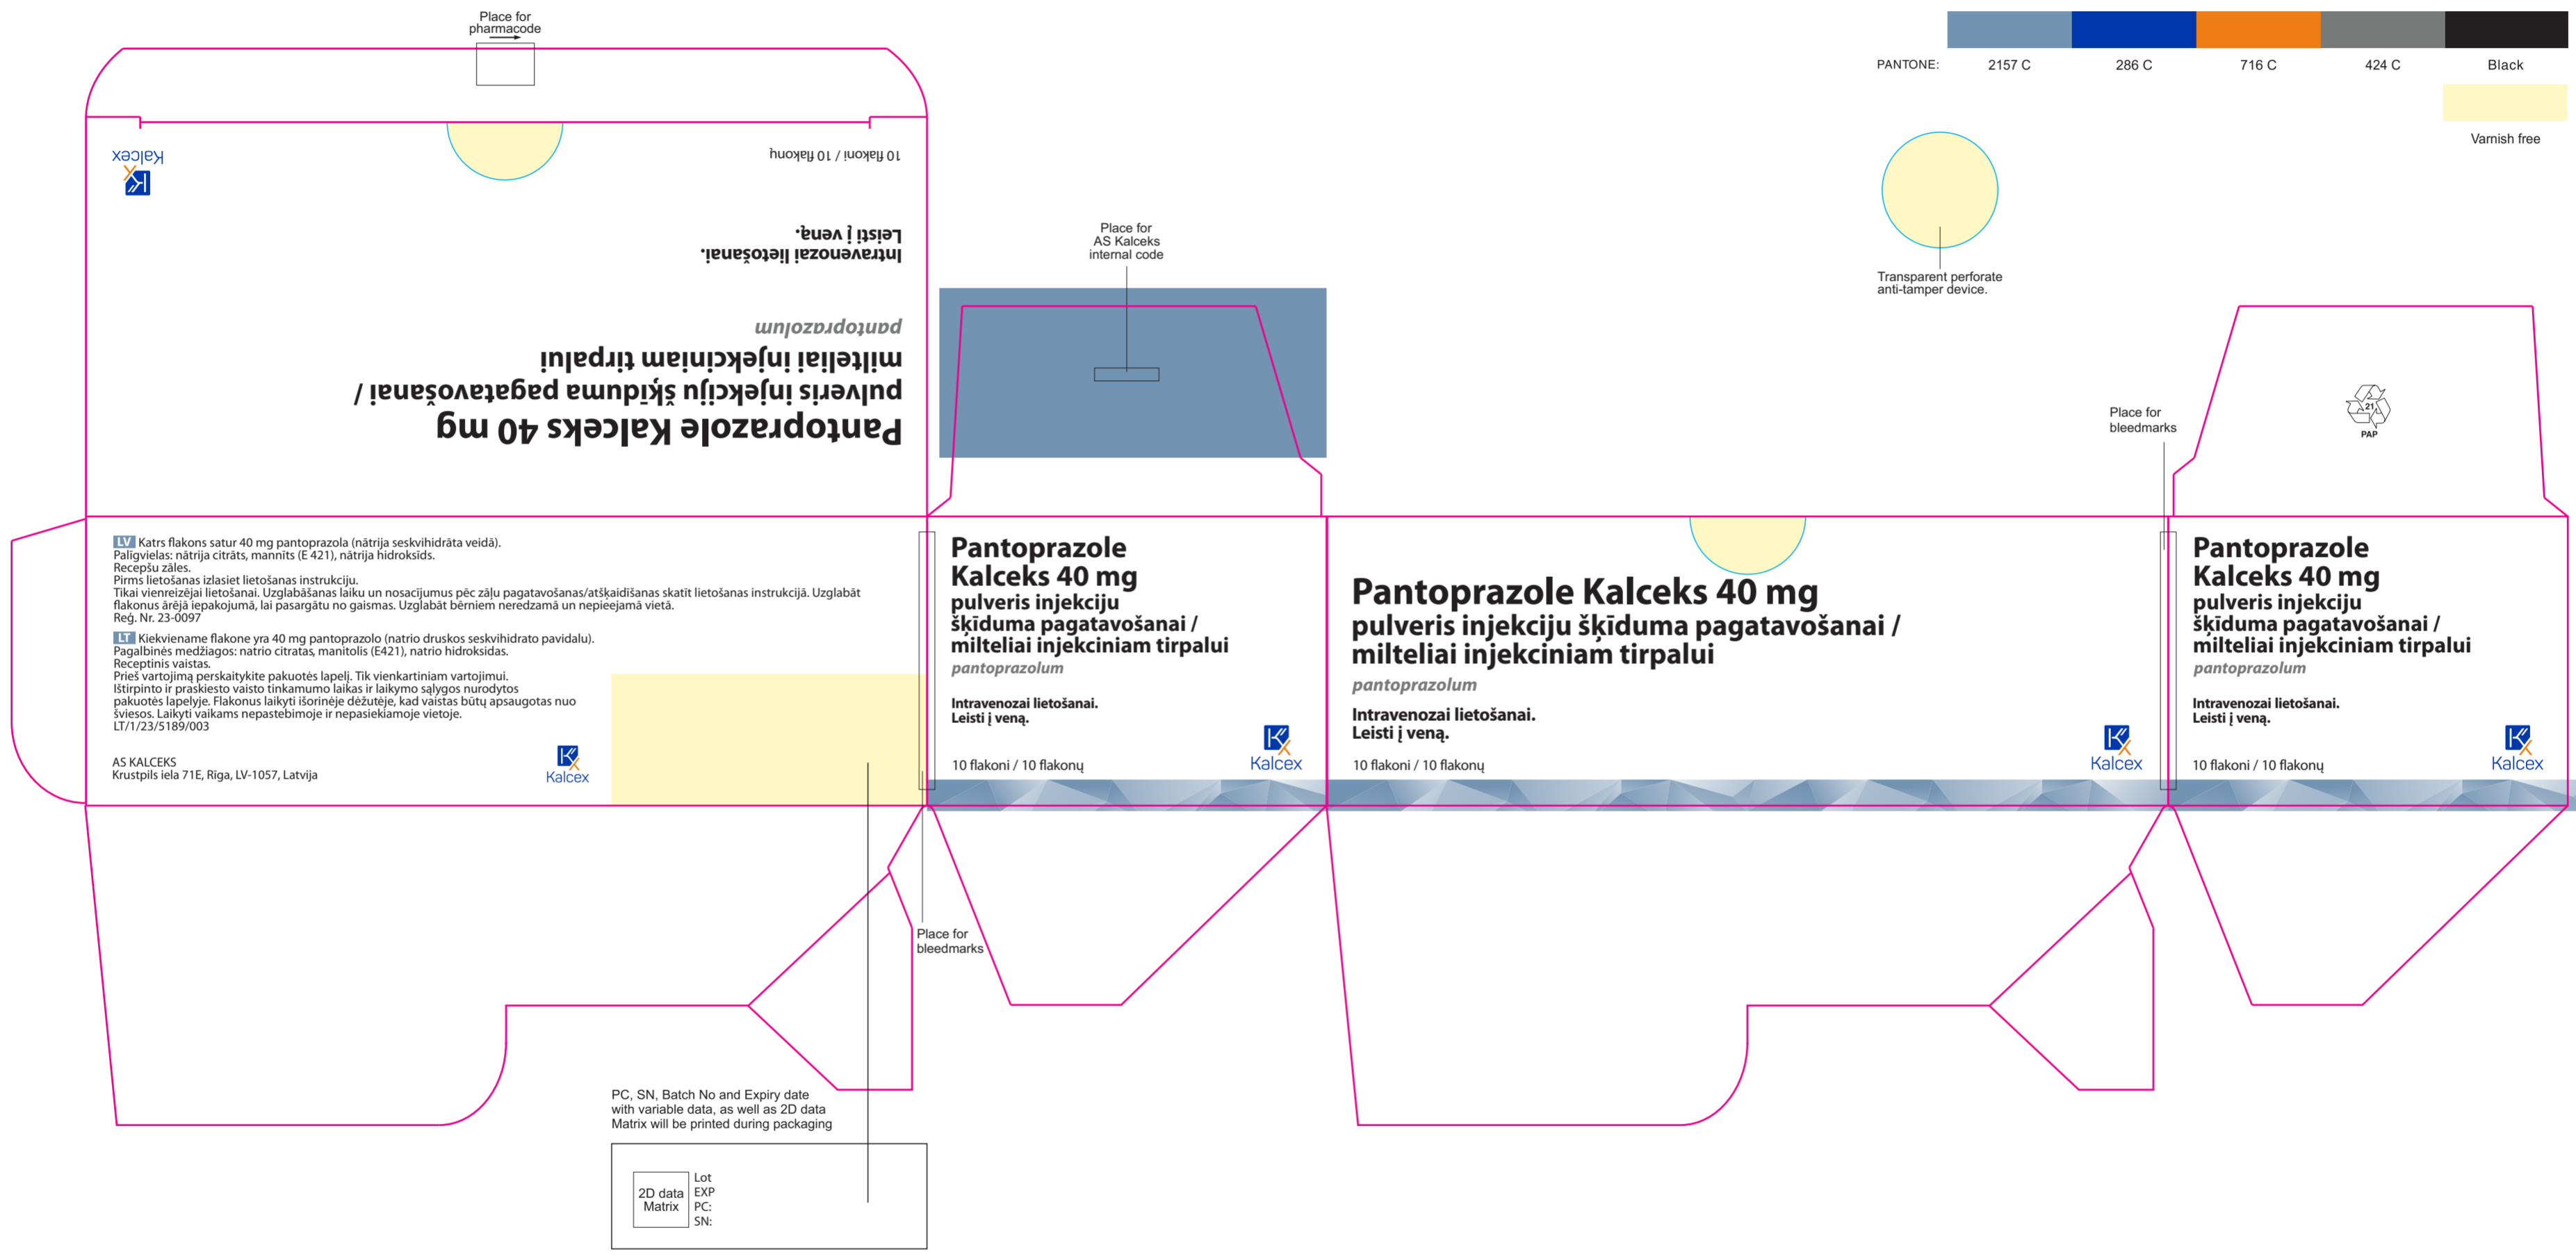 Place for
pharmacode
PANTONE:
2157 C
286 C
716 C
424 C
Black
Varnish free
Transparent perforate
anti-tamper device.
Pantoprazole Kalceks 40 mg
pulveris injekciju šķīduma pagatavošanai /
milteliai injekciniam tirpalui
pantoprazolum
Intravenozai lietošanai.
Leisti į veną.
10 flakoni / 10 flakonų
Kalcex
Place for
AS Kalceks
internal code
Place for
bleedmarks
21
PAP
LV Katrs flakons satur 40 mg pantoprazola (nātrija seskvihidrāta veidā).
Palīgvielas: nātrija citrāts, mannīts (E 421), nātrija hidroksīds.
Recepšu zāles.
Pirms lietošanas izlasiet lietošanas instrukciju.
Tikai vienreizējai lietošanai. Uzglabāšanas laiku un nosacījumus pēc zāļu pagatavošanas/atšķaidīšanas skatīt lietošanas instrukcijā. Uzglabāt
flakonus ārējā iepakojumā, lai pasargātu no gaismas. Uzglabāt bērniem neredzamā un nepieejamā vietā.
Reģ. Nr. 23-0097
LT Kiekviename flakone yra 40 mg pantoprazolo (natrio druskos seskvihidrato pavidalu).
Pagalbinės medžiagos: natrio citratas, manitolis (E421), natrio hidroksidas.
Receptinis vaistas.
Prieš vartojimą perskaitykite pakuotės lapelį. Tik vienkartiniam vartojimui.
Ištirpinto ir praskiesto vaisto tinkamumo laikas ir laikymo sąlygos nurodytos
pakuotės lapelyje. Flakonus laikyti išorinėje dėžutėje, kad vaistas būtų apsaugotas nuo
šviesos. Laikyti vaikams nepastebimoje ir nepasiekiamoje vietoje.
LT/1/23/5189/003
AS KALCEKS
Krustpils iela 71E, Rīga, LV-1057, Latvija
Kalcex
Pantoprazole
Kalceks 40 mg
pulveris injekciju
šķīduma pagatavošanai /
milteliai injekciniam tirpalui
pantoprazolum
Intravenozai lietošanai.
Leisti į veną.
10 flakoni / 10 flakonų
Kalcex
Pantoprazole Kalceks 40 mg
pulveris injekciju šķīduma pagatavošanai /
milteliai injekciniam tirpalui
pantoprazolum
Intravenozai lietošanai.
Leisti į veną.
10 flakoni / 10 flakonų
Kalcex
Pantoprazole
Kalceks 40 mg
pulveris injekciju
šķīduma pagatavošanai /
milteliai injekciniam tirpalui
pantoprazolum
Intravenozai lietošanai.
Leisti į veną.
10 flakoni / 10 flakonų
Kalcex
Place for
bleedmarks
PC, SN, Batch No and Expiry date
with variable data, as well as 2D data
Matrix will be printed during packaging
2D data
Matrix
Lot
EXP
PC:
SN: